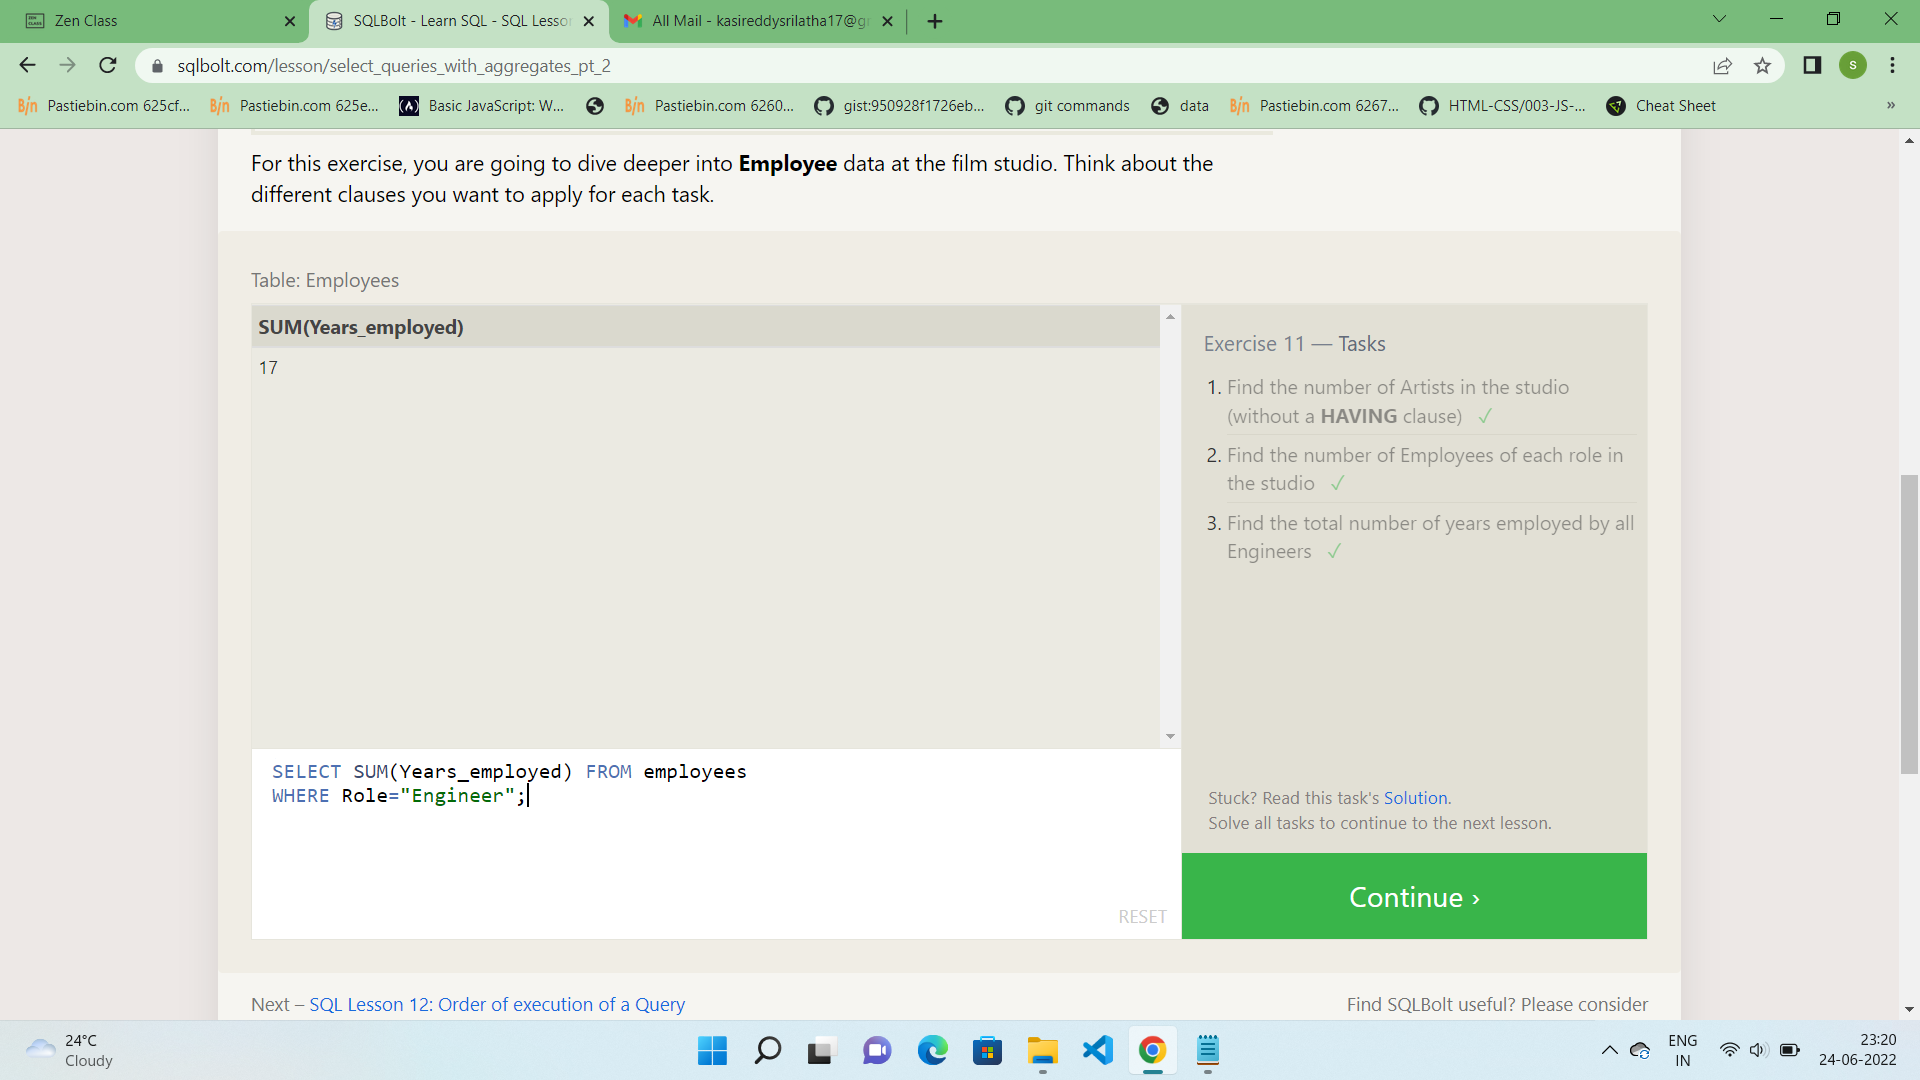 Zen Class
SQLBolt - Learn SQL - SQL Lesson
All Mail - kasireddysrilatha17@gr
sqlbolt.com/lesson/select_queries_with_aggregates_pt_2
S
Pastiebin.com 625cf...
Pastiebin.com 625e...
Basic JavaScript: W...
Pastiebin.com 6260...
gist:950928f1726eb...
git commands
data
Pastiebin.com 6267...
HTML-CSS/003-JS-...
Cheat Sheet
»
For this exercise, you are going to dive deeper into Employee data at the film studio. Think about the
different clauses you want to apply for each task.
Table: Employees
SUM(Years_employed)
17
Exercise 11 — Tasks
1. Find the number of Artists in the studio
(without a HAVING clause) ✓
2. Find the number of Employees of each role in
the studio ✓
3. Find the total number of years employed by all
Engineers ✓
SELECT SUM(Years_employed) FROM employees
WHERE Role="Engineer";
RESET
Stuck? Read this task's Solution.
Solve all tasks to continue to the next lesson.
Continue ›
Next – SQL Lesson 12: Order of execution of a Query
Find SQLBolt useful? Please consider
24°C
Cloudy
ENG
IN
23:20
24-06-2022